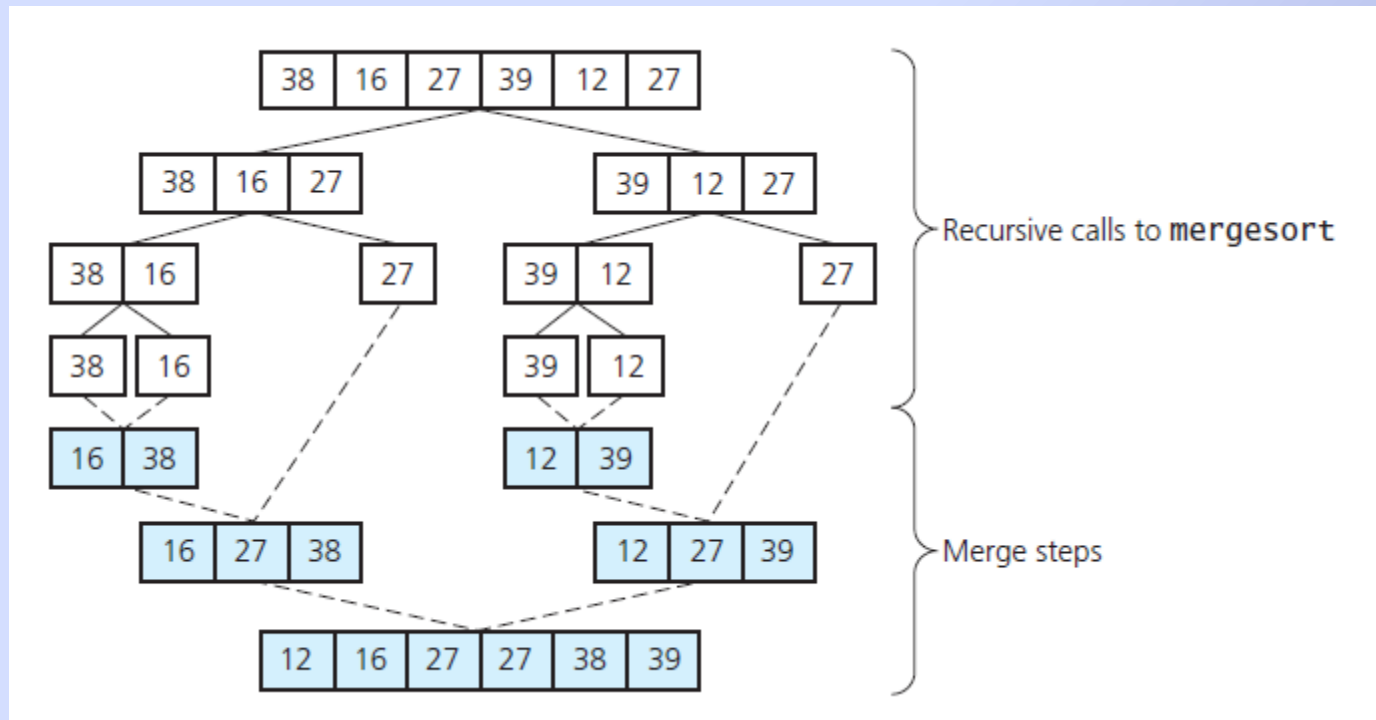 38 16 27 39 12 27
38 16 27 39 12 27
Recursive calls to mergesort
38 16 27 39 12 27
38 16 39 12
16 38 12 39
16 27 38 12 27 39
Merge steps
12 16 27 27 38 39